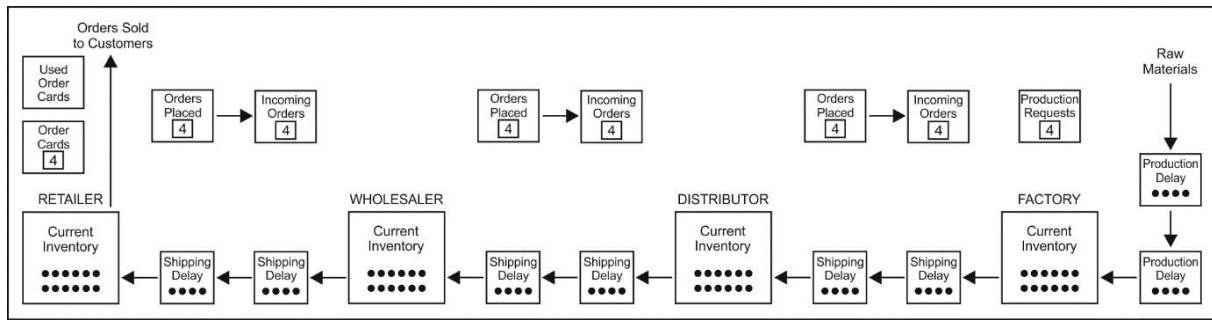 Orders Sold
to Customers
Used
Order
Cards
Order
Cards
4
Orders
Placed
4
Incoming
Orders
4
Orders
Placed
4
Incoming
Orders
4
Orders
Placed
4
Incoming
Orders
4
Production
Requests
4
Raw
Materials
Production
Delay
RETAILER
Current
Inventory
Shipping
Delay
Shipping
Delay
WHOLESALER
Current
Inventory
Shipping
Delay
Shipping
Delay
DISTRIBUTOR
Current
Inventory
Shipping
Delay
Shipping
Delay
FACTORY
Current
Inventory
Production
Delay